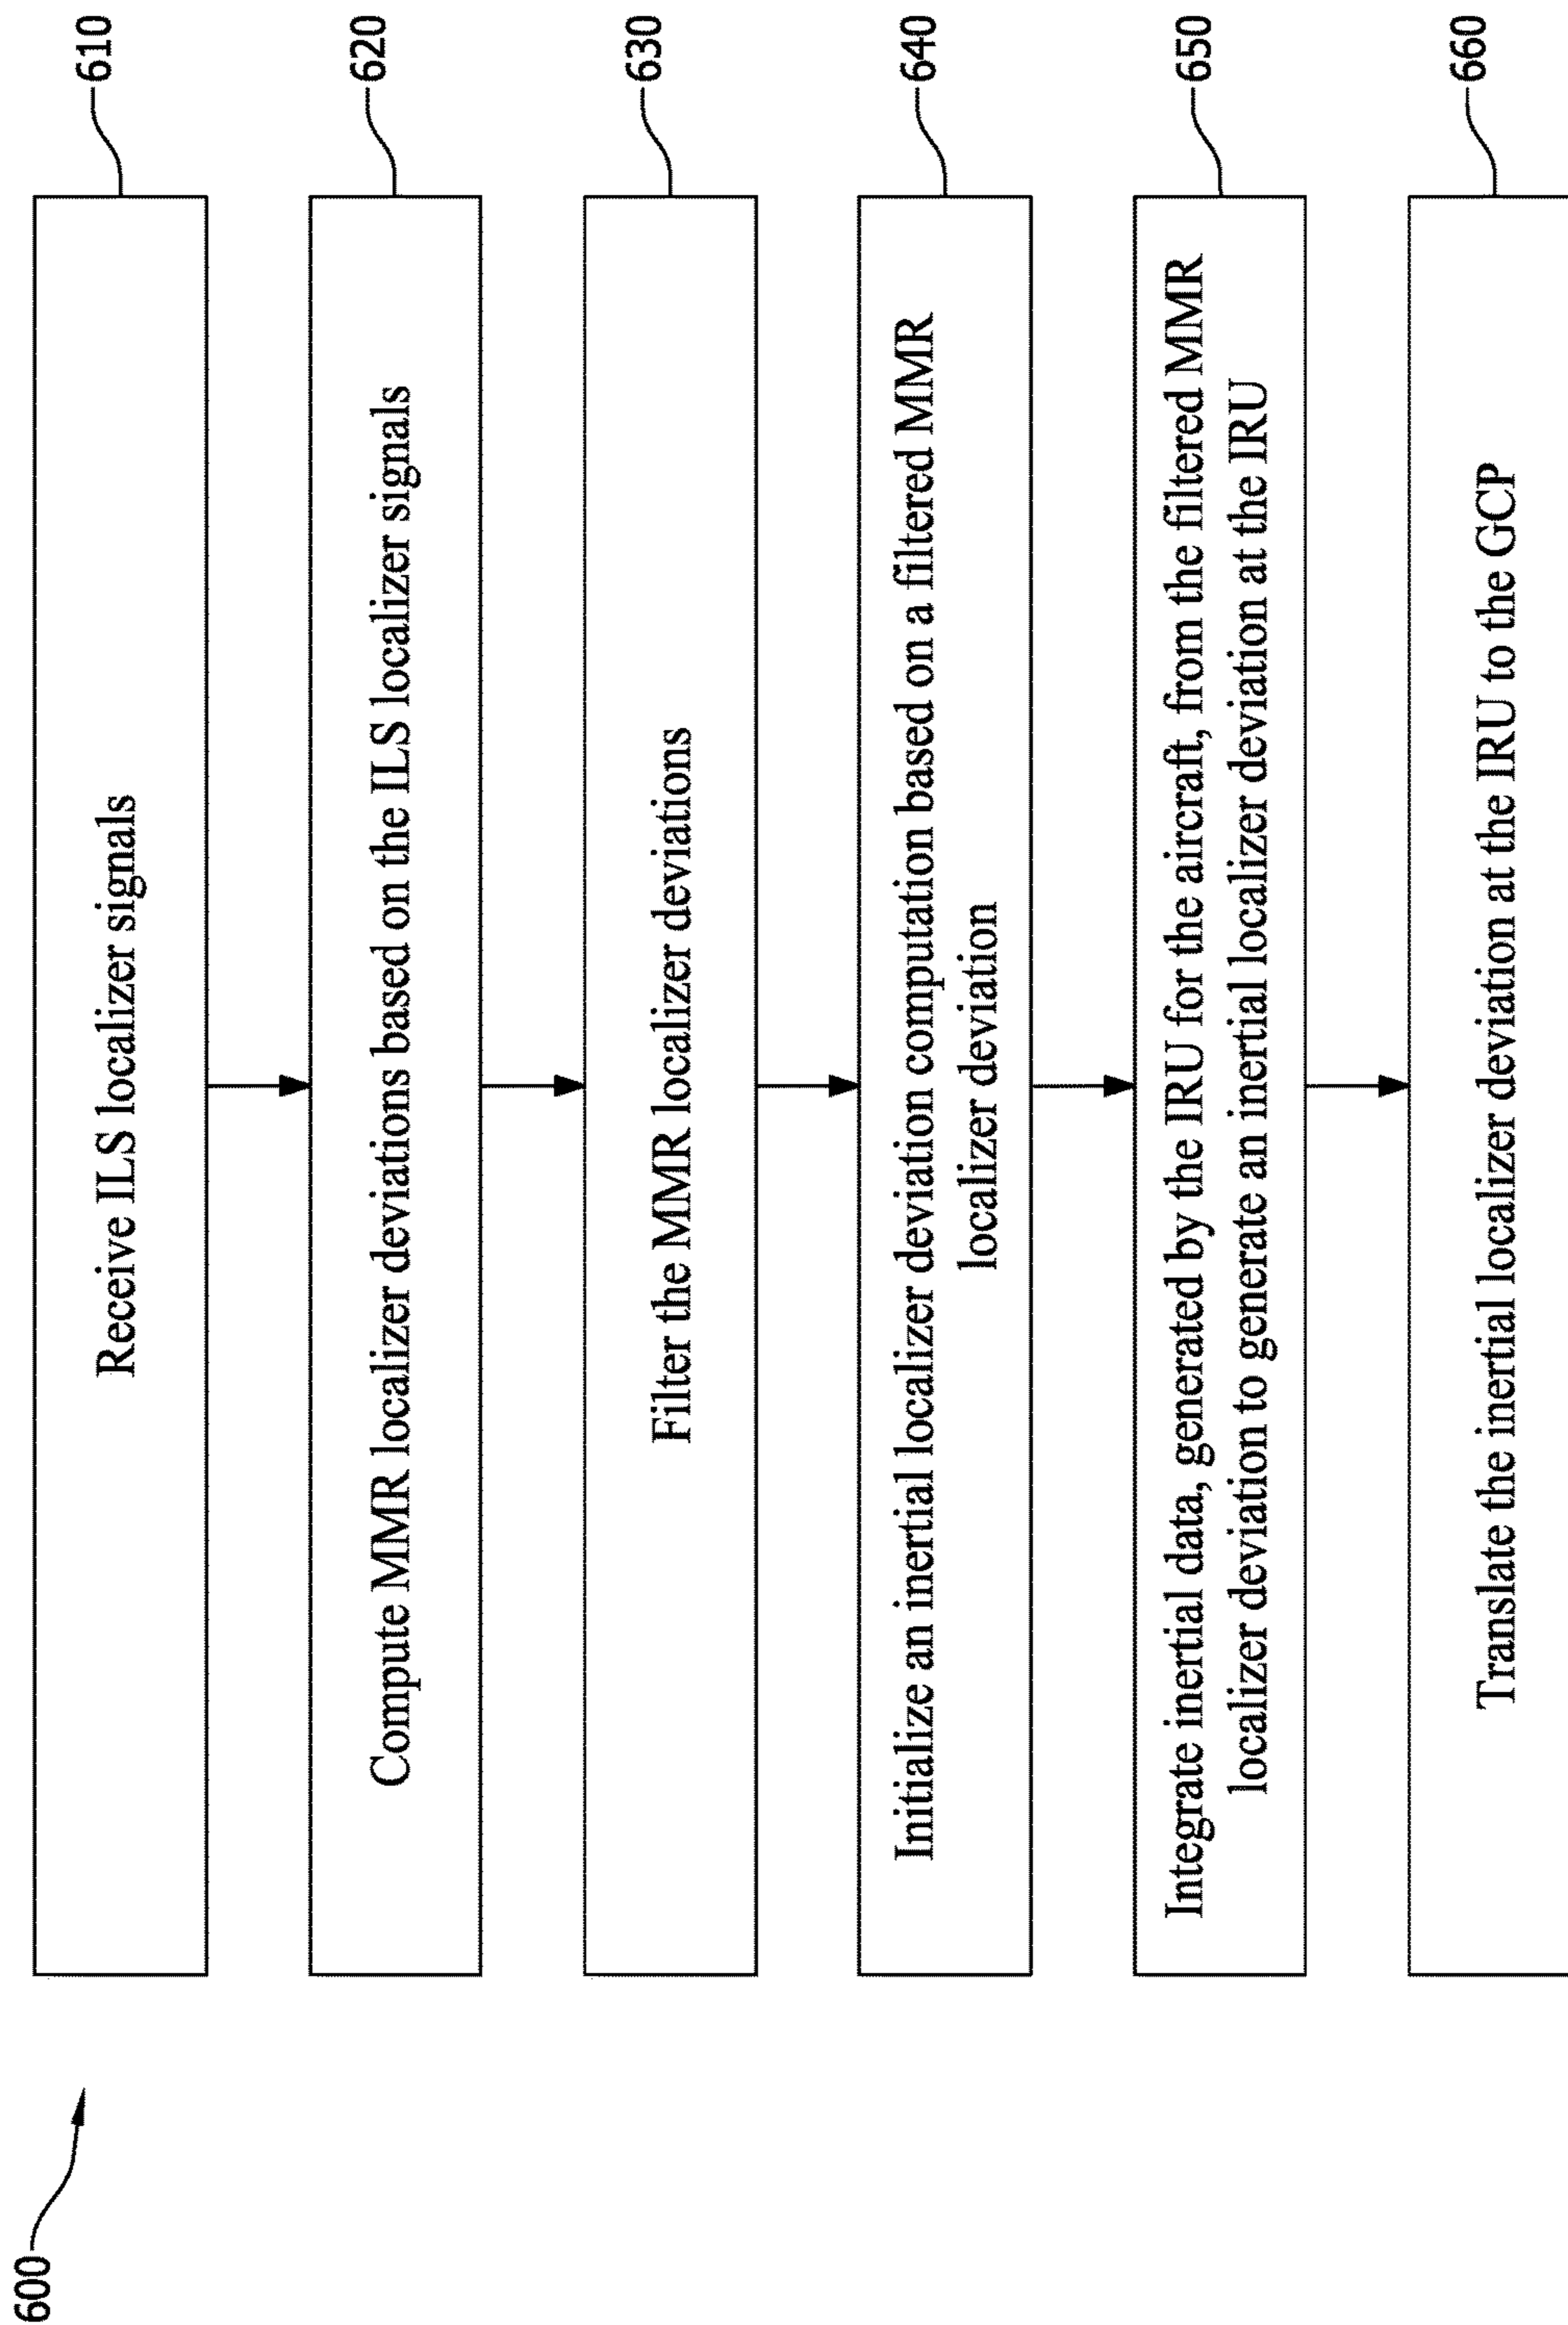 600
Receive ILS localizer signals
610
Compute MMR localizer deviations based on the ILS localizer signals
620
Filter the MMR localizer deviations
630
Initialize an inertial localizer deviation computation based on a filtered MMR
localizer deviation
640
Integrate inertial data, generated by the IRU for the aircraft, from the filtered MMR
localizer deviation to generate an inertial localizer deviation at the IRU
650
Translate the inertial localizer deviation at the IRU to the GCP
660